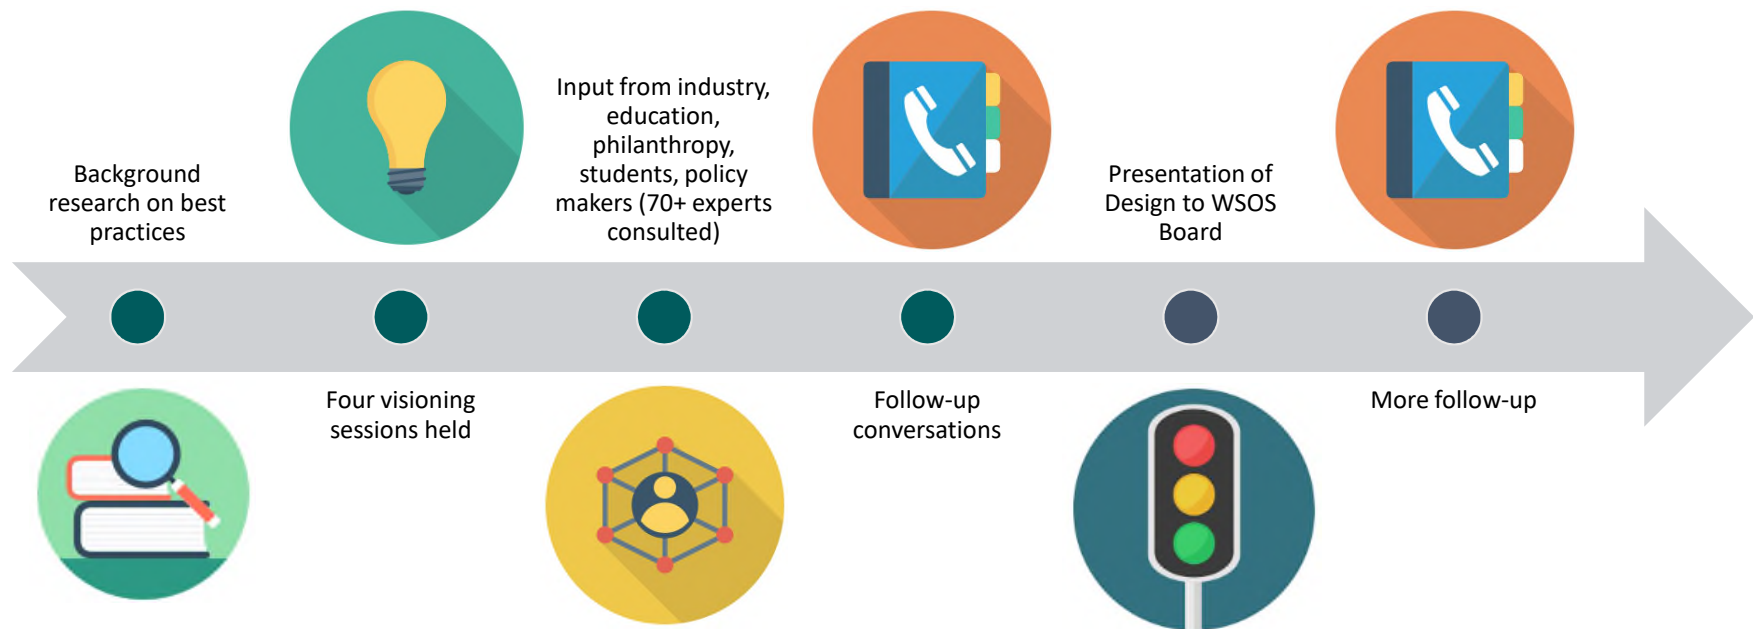 Background
research on best
practices
Four visioning
sessions held
Input from industry,
education,
philanthropy,
students, policy
makers (70+ experts
consulted)
Follow-up
conversations
Presentation of
Design to WSOS
Board
More follow-up